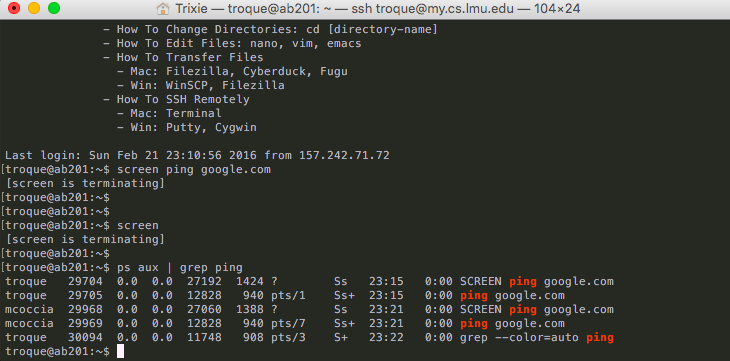 Trixie — troque@ab201: ~ — ssh troque@my.cs.lmu.edu — 104×24
- How To Change Directories: cd [directory-name]
- How To Edit Files: nano, vim, emacs
- How To Transfer Files
- Mac: Filezilla, Cyberduck, Fugu
- Win: WinSCP, Filezilla
- How To SSH Remotely
- Mac: Terminal
- Win: Putty, Cygwin
Last login: Sun Feb 21 23:10:56 2016 from 157.242.71.72
[troque@ab201:~$ screen ping google.com
[screen is terminating]
[troque@ab201:~$
[troque@ab201:~$
[troque@ab201:~$ screen
[screen is terminating]
[troque@ab201:~$
[troque@ab201:~$ ps aux | grep ping
troque 29704 0.0 0.0 27192 1424 ? Ss 23:15 0:00 SCREEN ping google.com
troque 29705 0.0 0.0 12828 940 pts/1 Ss+ 23:15 0:00 ping google.com
mcoccia 29968 0.0 0.0 27060 1388 ? Ss 23:21 0:00 SCREEN ping google.com
mcoccia 29969 0.0 0.0 12828 940 pts/7 Ss+ 23:21 0:00 ping google.com
troque 30094 0.0 0.0 11748 908 pts/3 S+ 23:22 0:00 grep --color=auto ping
troque@ab201:~$